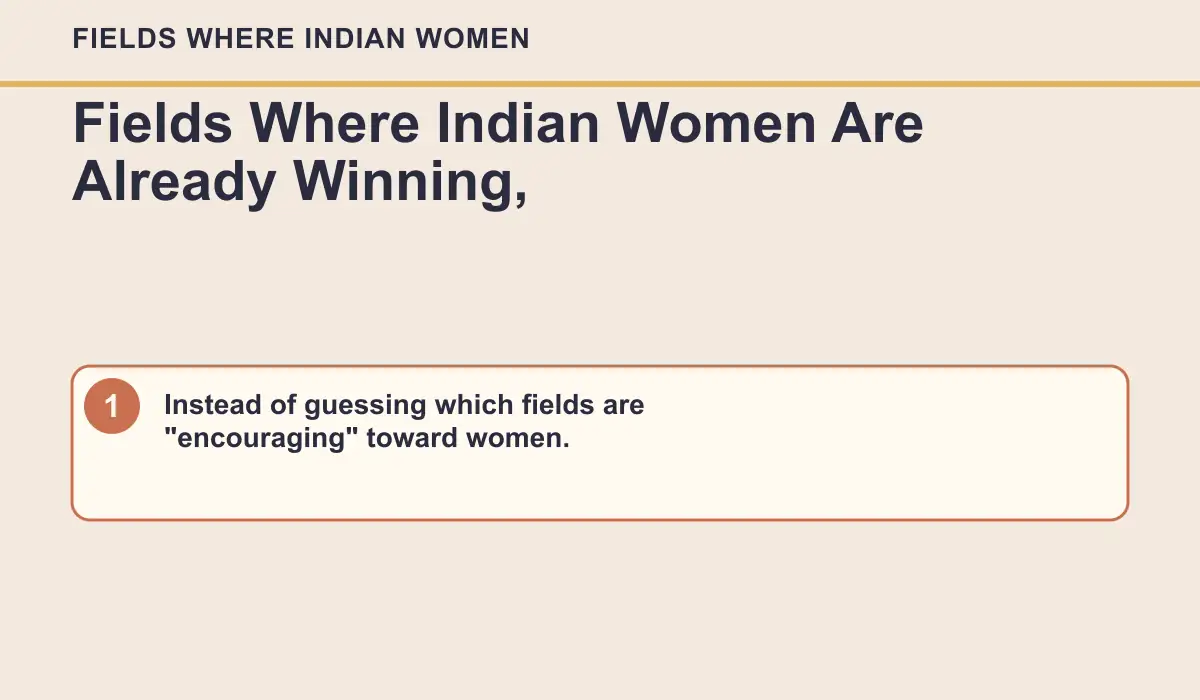 FIELDS WHERE INDIAN WOMEN
Fields Where Indian Women Are
Already Winning,
1
Instead of guessing which fields are
"encouraging" toward women.